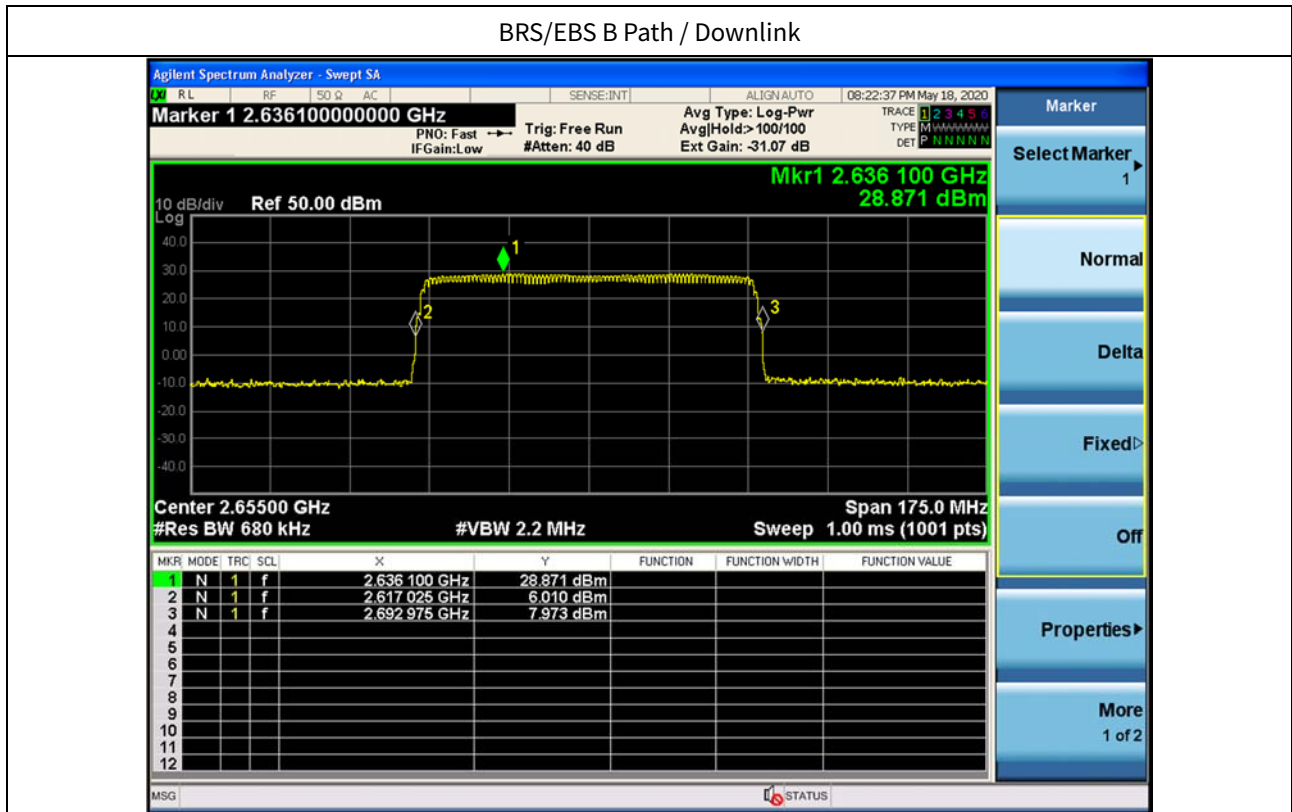 BRS/EBS B Path / Downlink
Agilent Spectrum Analyzer - Swept SA
LXI RL RF 50 Ω AC SENSE:INT ALIGN AUTO 08:22:37 PM May 18, 2020
Marker 1 2.636100000000 GHz
PNO: Fast
IFGain:Low
Trig: Free Run
#Atten: 40 dB
Avg Type: Log-Pwr
Avg|Hold:> 100/100
Ext Gain: -31.07 dB
TRACE 1 2 3 4 5 6
TYPE M
DET P N N N N N
Mkr1 2.636 100 GHz
28.871 dBm
10 dB/div Ref 50.00 dBm
Log
40.0
30.0
20.0
10.0
0.00
-10.0
-20.0
-30.0
-40.0
1
2
3
Center 2.65500 GHz Span 175.0 MHz
#Res BW 680 kHz #VBW 2.2 MHz Sweep 1.00 ms (1001 pts)
MKR MODE TRC SCL X Y FUNCTION FUNCTION WIDTH FUNCTION VALUE
1 N 1 f 2.636 100 GHz 28.871 dBm
2 N 1 f 2.617 025 GHz 6.010 dBm
3 N 1 f 2.692 975 GHz 7.973 dBm
4
5
6
7
8
9
10
11
12
MSG STATUS
Marker
Select Marker
1
Normal
Delta
Fixed
Off
Properties
More
1 of 2